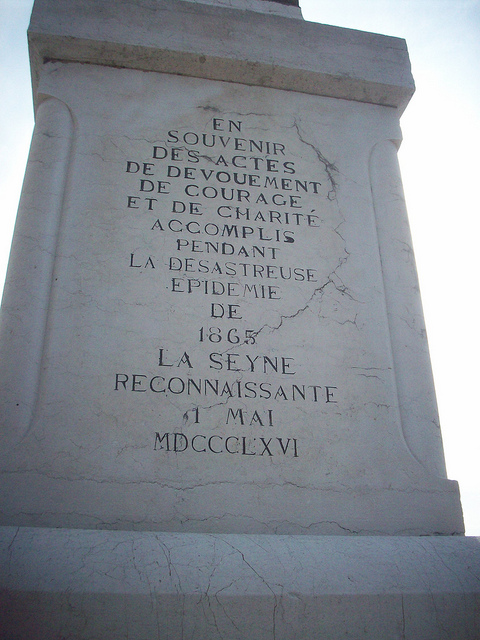 EN
SOUVENIR
DES ACTES
DE DEVOUEMENT
DE COURAGE
ET DE CHARITÉ
ACCOMPLIS
PENDANT
LA DESASTREUSE
EPIDEMIE
DE
1865
LA SEYNE
RECONNAISSANTE
1 MAI
MDCCCLXVI